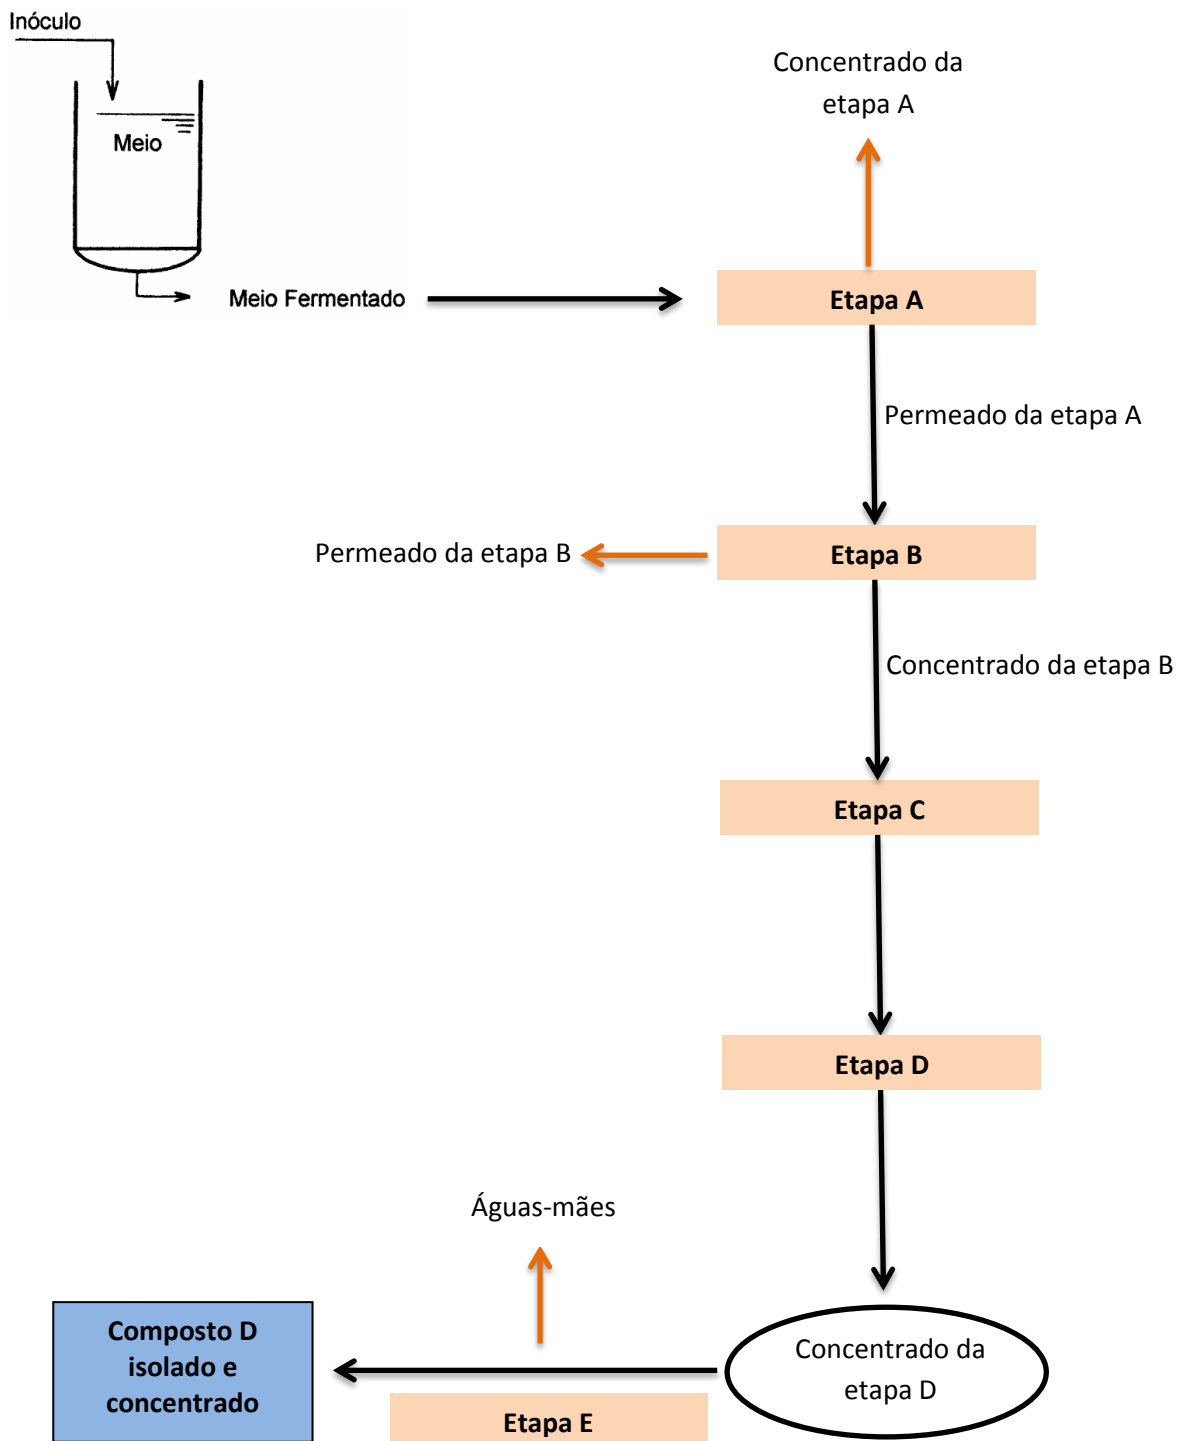 Inóculo
Meio
Meio Fermentado
Concentrado da
etapa A
Etapa A
Permeado da etapa A
Permeado da etapa B
Etapa B
Concentrado da etapa B
Etapa C
Etapa D
Águas-mães
Composto D
isolado e
concentrado
Concentrado da
etapa D
Etapa E